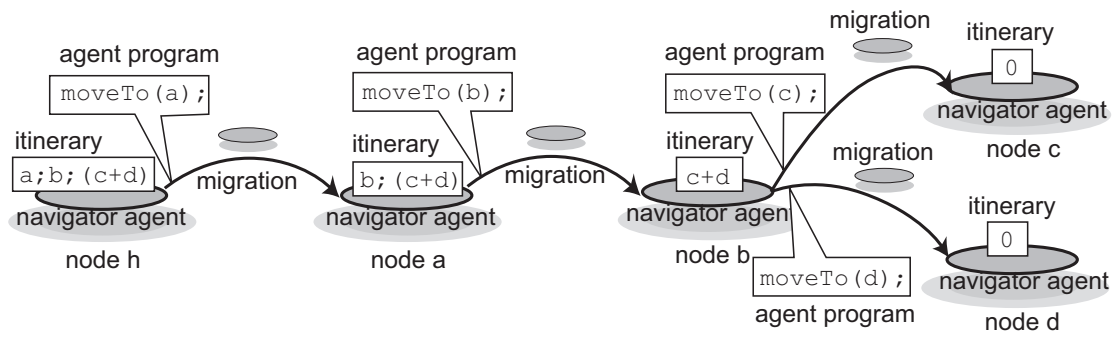 agent program
moveTo(a);
itinerary
a;b;(c+d)
migration
navigator agent
node h
agent program
moveTo(b);
itinerary
b;(c+d)
migration
navigator agent
node a
agent program
moveTo(c);
itinerary
c+d
navigator agent
node b
moveTo(d);
agent program
migration
itinerary
0
navigator agent
node c
migration
itinerary
0
navigator agent
node d